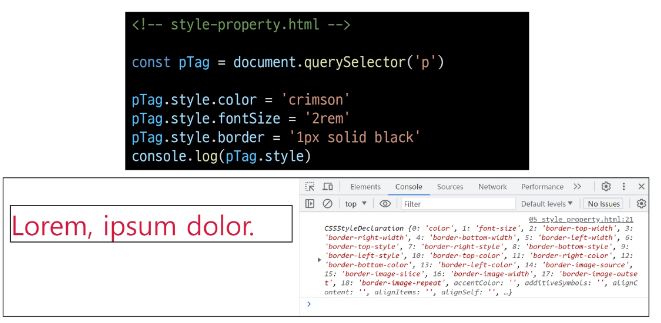 <!-- style-property.html -->
const pTag = document.querySelector('p')
pTag.style.color = 'crimson'
pTag.style.fontSize = '2rem'
pTag.style.border = '1px solid black'
console.log(pTag.style)
Lorem, ipsum dolor.
Elements Console Sources Network Performance »
top ▼ Filter Default levels ▼ No Issues
05_style_property.html:21
CSSStyleDeclaration {0: 'color', 1: 'font-size', 2: 'border-top-width', 3:
'border-right-width', 4: 'border-bottom-width', 5: 'border-left-width', 6:
'border-top-style', 7: 'border-right-style', 8: 'border-bottom-style', 9:
'border-left-style', 10: 'border-top-color', 11: 'border-right-color', 12:
'border-bottom-color', 13: 'border-left-color', 14: 'border-image-source',
15: 'border-image-slice', 16: 'border-image-width', 17: 'border-image-outse
t', 18: 'border-image-repeat', accentColor: '', additiveSymbols: '', alignC
ontent: '', alignItems: '', alignSelf: '', …}